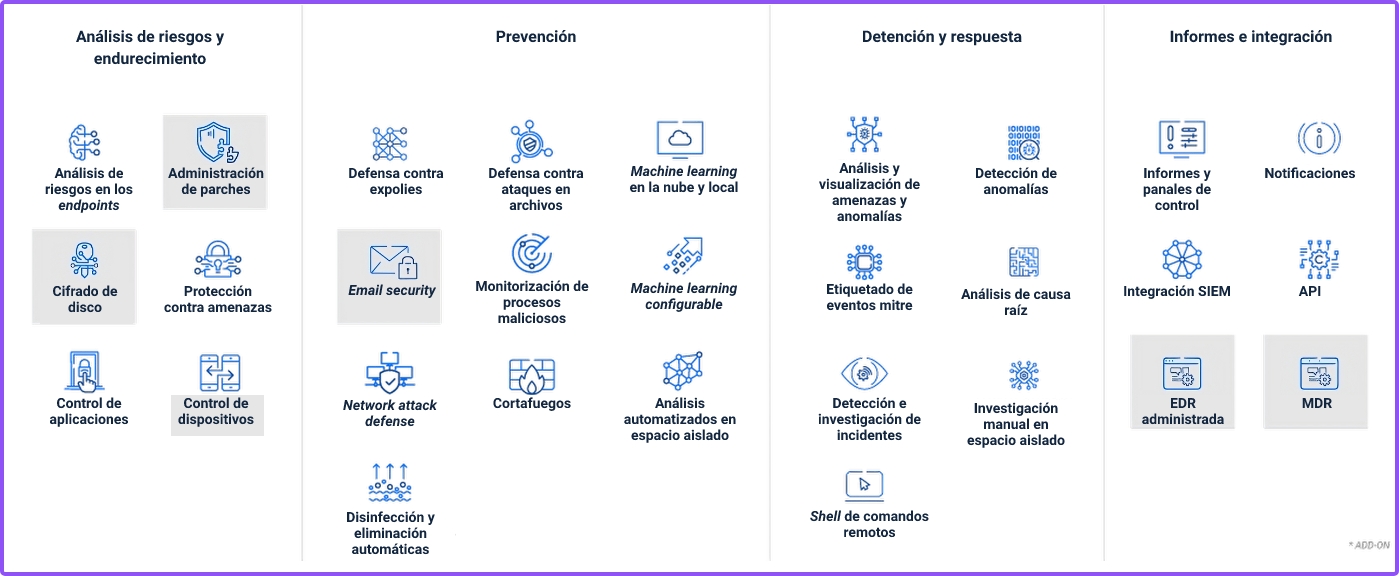 Análisis de riesgos y
endurecimiento
Análisis de
riesgos en los
endpoints
Administración
de parches
Cifrado de
disco
Protección
contra amenazas
Control de
aplicaciones
Control de
dispositivos
Prevención
Defensa contra
expolies
Defensa contra
ataques en
archivos
Machine learning
en la nube y local
Email security
Monitorización de
procesos
maliciosos
Machine learning
configurable
Network attack
defense
Cortafuegos
Análisis
automatizados en
espacio aislado
Disinfección y
eliminación
automáticas
Detención y respuesta
Análisis y
visualización de
amenazas y
anomalías
Detección de
anomalías
Etiquetado de
eventos mitre
Análisis de causa
raíz
Detección e
investigación de
incidentes
Investigación
manual en
espacio aislado
Shell de comandos
remotos
Informes e integración
Informes y
panales de
control
Notificaciones
Integración SIEM
API
EDR
administrada
MDR
* ADD-ON